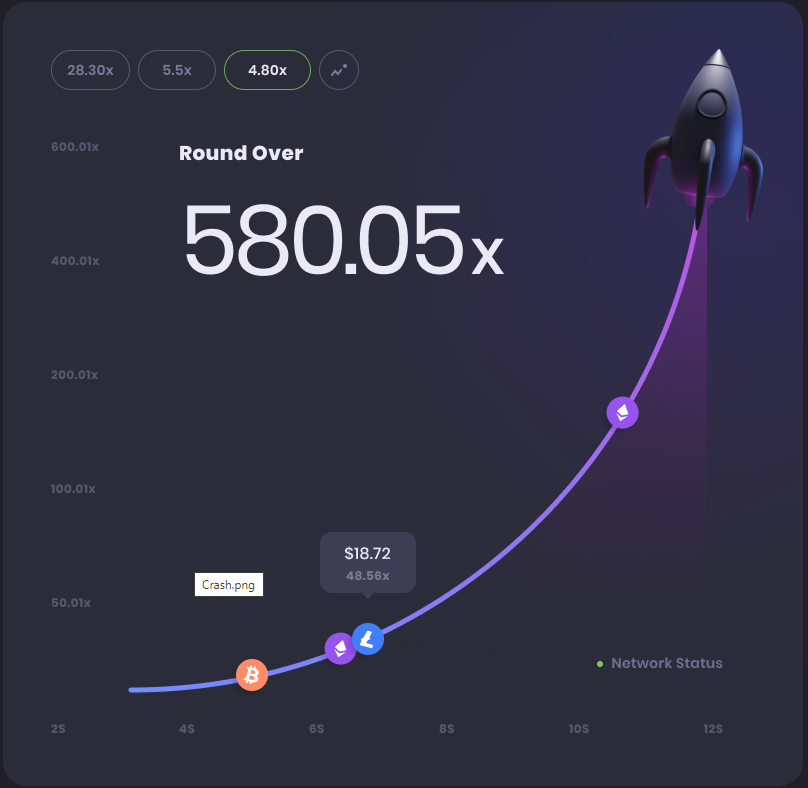 28.30x 5.5x 4.80x
600.01x
Round Over
580.05x
400.01x
200.01x
100.01x
$18.72
48.56x
Crash.png
50.01x
Network Status
2S 4S 6S 8S 10S 12S